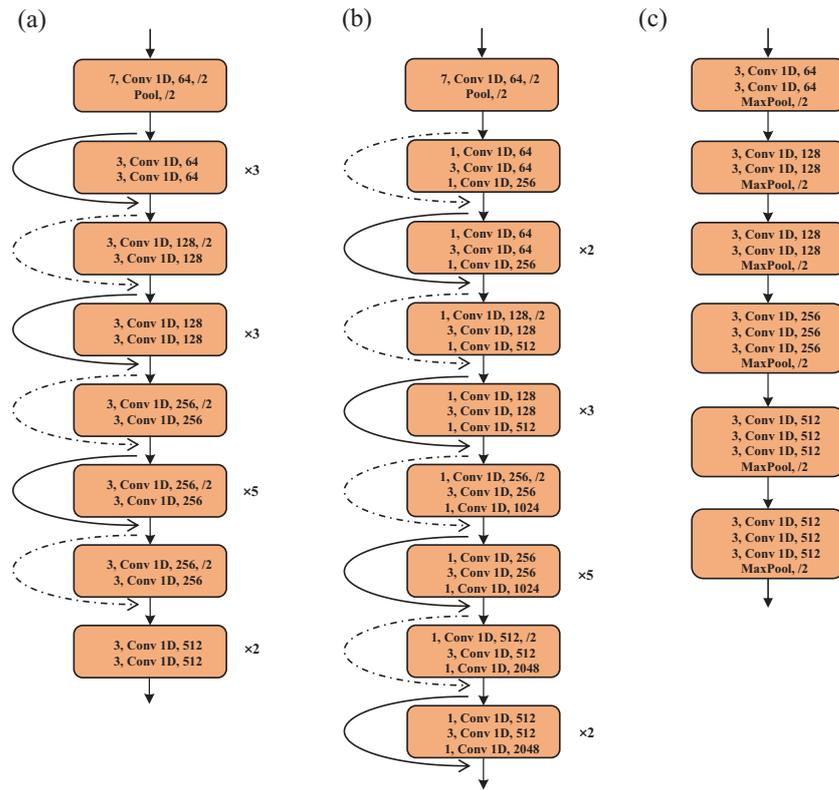 (a)
7, Conv 1D, 64, /2
Pool, /2
3, Conv 1D, 64
3, Conv 1D, 64
×3
3, Conv 1D, 128, /2
3, Conv 1D, 128
3, Conv 1D, 128
3, Conv 1D, 128
×3
3, Conv 1D, 256, /2
3, Conv 1D, 256
3, Conv 1D, 256, /2
3, Conv 1D, 256
×5
3, Conv 1D, 256, /2
3, Conv 1D, 256
3, Conv 1D, 512
3, Conv 1D, 512
×2
(b)
7, Conv 1D, 64, /2
Pool, /2
1, Conv 1D, 64
3, Conv 1D, 64
1, Conv 1D, 256
1, Conv 1D, 64
3, Conv 1D, 64
1, Conv 1D, 256
×2
1, Conv 1D, 128, /2
3, Conv 1D, 128
1, Conv 1D, 512
1, Conv 1D, 128
3, Conv 1D, 128
1, Conv 1D, 512
×3
1, Conv 1D, 256, /2
3, Conv 1D, 256
1, Conv 1D, 1024
1, Conv 1D, 256
3, Conv 1D, 256
1, Conv 1D, 1024
×5
1, Conv 1D, 512, /2
3, Conv 1D, 512
1, Conv 1D, 2048
1, Conv 1D, 512
3, Conv 1D, 512
1, Conv 1D, 2048
×2
(c)
3, Conv 1D, 64
3, Conv 1D, 64
MaxPool, /2
3, Conv 1D, 128
3, Conv 1D, 128
MaxPool, /2
3, Conv 1D, 128
3, Conv 1D, 128
MaxPool, /2
3, Conv 1D, 256
3, Conv 1D, 256
3, Conv 1D, 256
MaxPool, /2
3, Conv 1D, 512
3, Conv 1D, 512
3, Conv 1D, 512
MaxPool, /2
3, Conv 1D, 512
3, Conv 1D, 512
3, Conv 1D, 512
MaxPool, /2